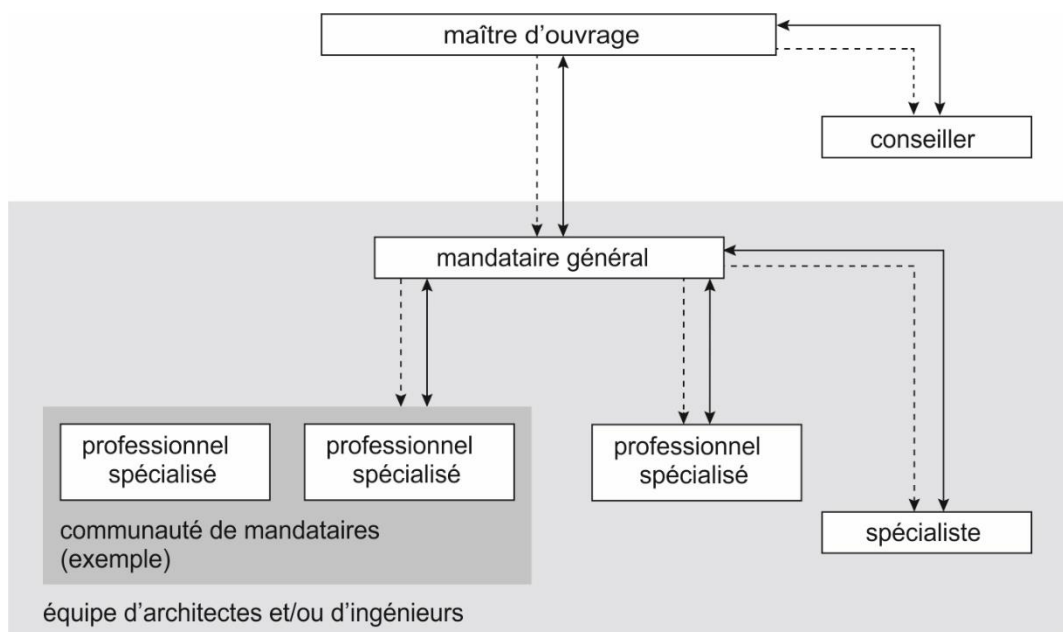 maître d'ouvrage
conseiller
mandataire général
professionnel
spécialisé
professionnel
spécialisé
professionnel
spécialisé
communauté de mandataires
(exemple)
spécialiste
équipe d'architectes et/ou d'ingénieurs